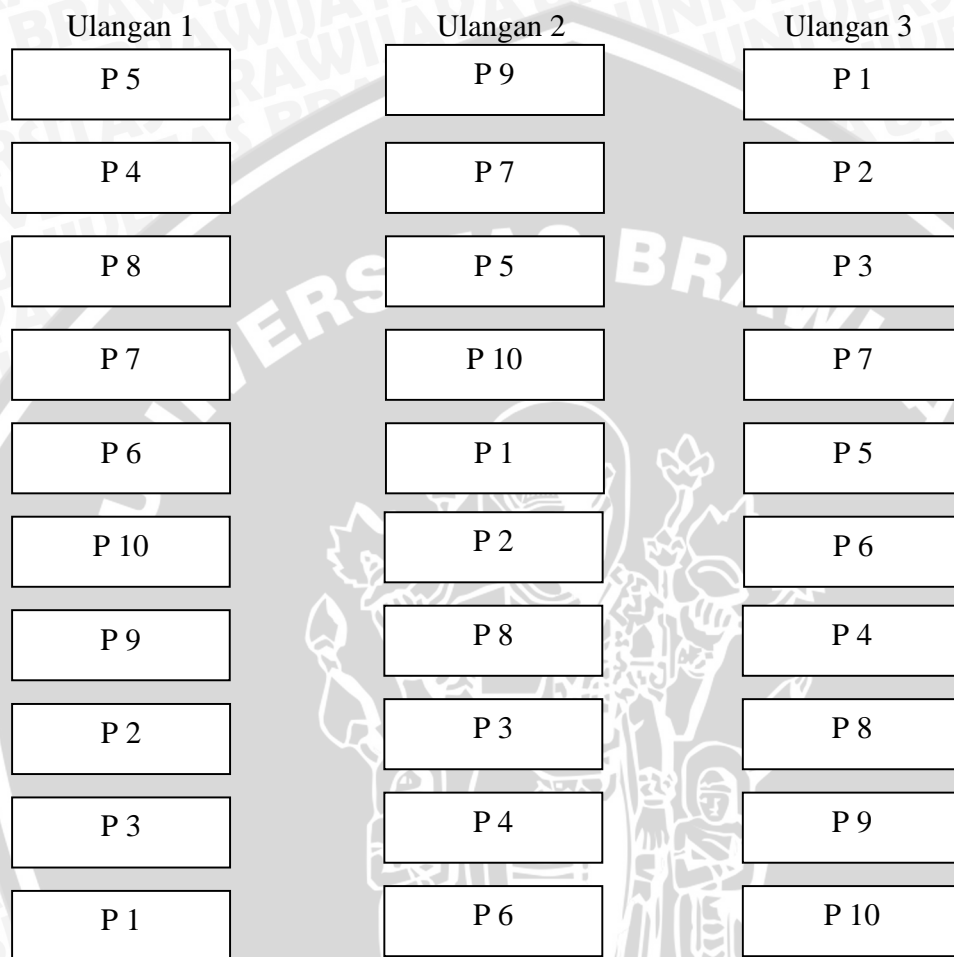 Ulangan 1 Ulangan 2 Ulangan 3
P 5 P 9 P 1
P 4 P 7 P 2
P 8 P 5 P 3
P 7 P 10 P 7
P 6 P 1 P 5
P 10 P 2 P 6
P 9 P 8 P 4
P 2 P 3 P 8
P 3 P 4 P 9
P 1 P 6 P 10